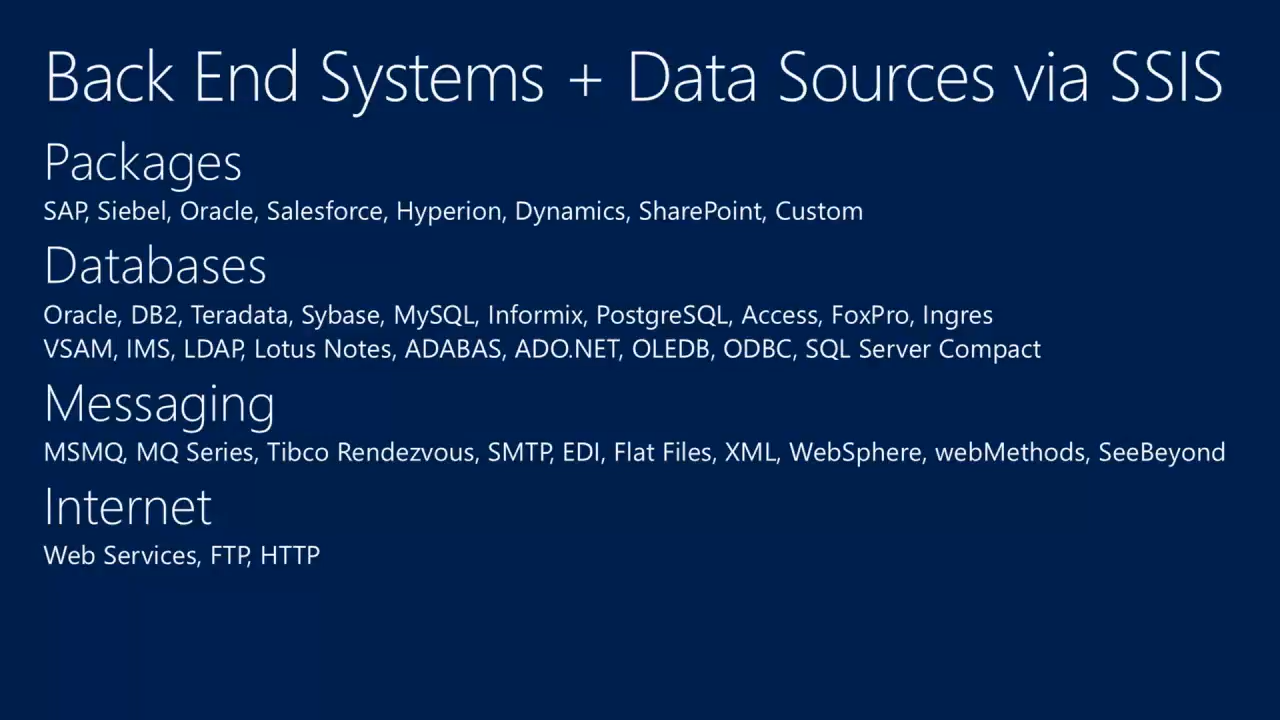 Back End Systems + Data Sources via SSIS
Packages
SAP, Siebel, Oracle, Salesforce, Hyperion, Dynamics, SharePoint, Custom
Databases
Oracle, DB2, Teradata, Sybase, MySQL, Informix, PostgreSQL, Access, FoxPro, Ingres
VSAM, IMS, LDAP, Lotus Notes, ADABAS, ADO.NET, OLEDB, ODBC, SQL Server Compact
Messaging
MSMQ, MQ Series, Tibco Rendezvous, SMTP, EDI, Flat Files, XML, WebSphere, webMethods, SeeBeyond
Internet
Web Services, FTP, HTTP